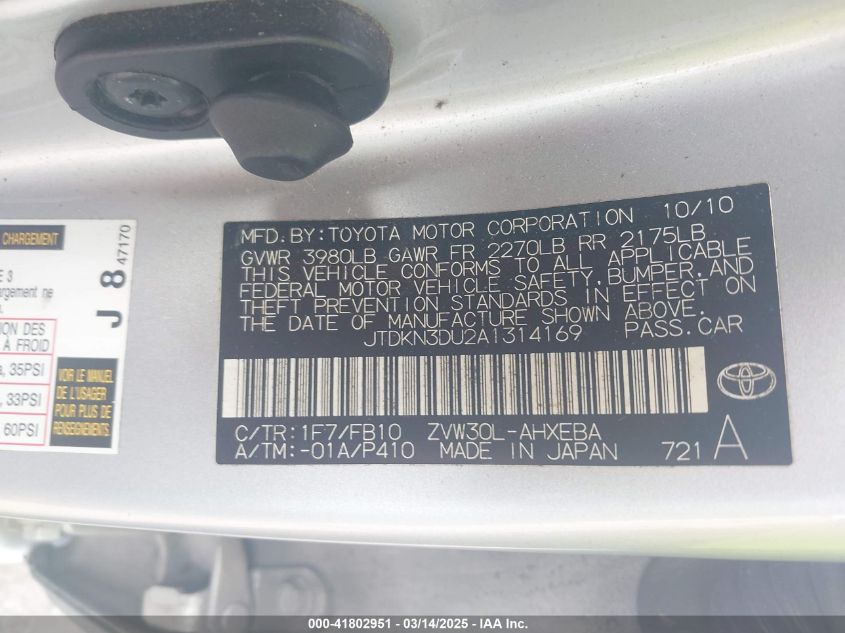 MFD.BY:TOYOTA MOTOR CORPORATION 10/10
GVWR 3980LB GAWR FR 2270LB RR 2175LB
THIS VEHICLE CONFORMS TO ALL APPLICABLE
FEDERAL MOTOR VEHICLE SAFETY,BUMPER,AND
THEFT PREVENTION STANDARDS IN EFFECT ON
THE DATE OF MANUFACTURE SHOWN ABOVE.
JTDKN3DU2A1314169 PASS.CAR
C/TR:1F7/FB10 ZVW30L-AHXEBA
A/TM:-01A/P410 MADE IN JAPAN 721 A
CHARGEMENT
J 8 47170
E 3
argement ne
ION DES
À FROID
, 35PSI
, 33PSI
60PSI
VOIR LE MANUEL
DE L'USAGER
POUR PLUS DE
RENSEIGNEMENTS
000-41802951 - 03/14/2025 - IAA Inc.